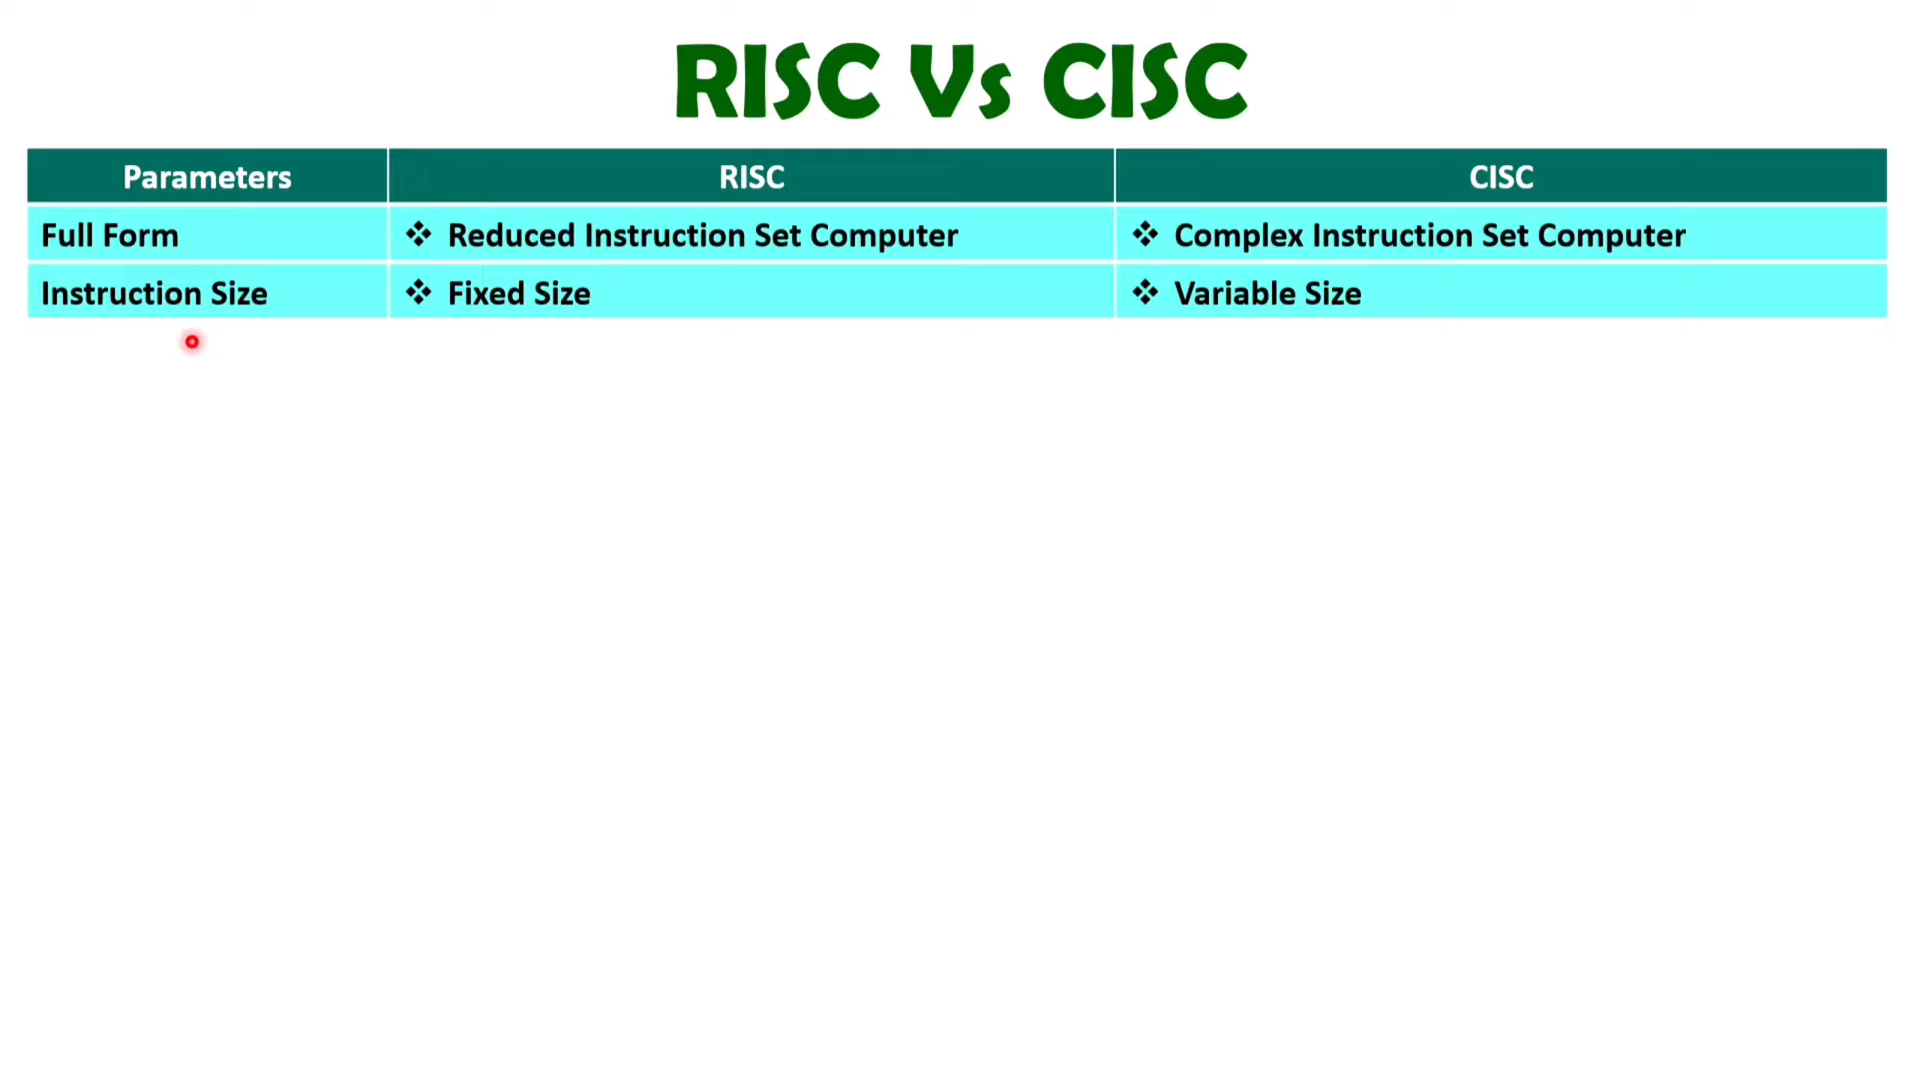 RISC Vs CISC
Parameters RISC CISC
Full Form ❖ Reduced Instruction Set Computer ❖ Complex Instruction Set Computer
Instruction Size ❖ Fixed Size ❖ Variable Size